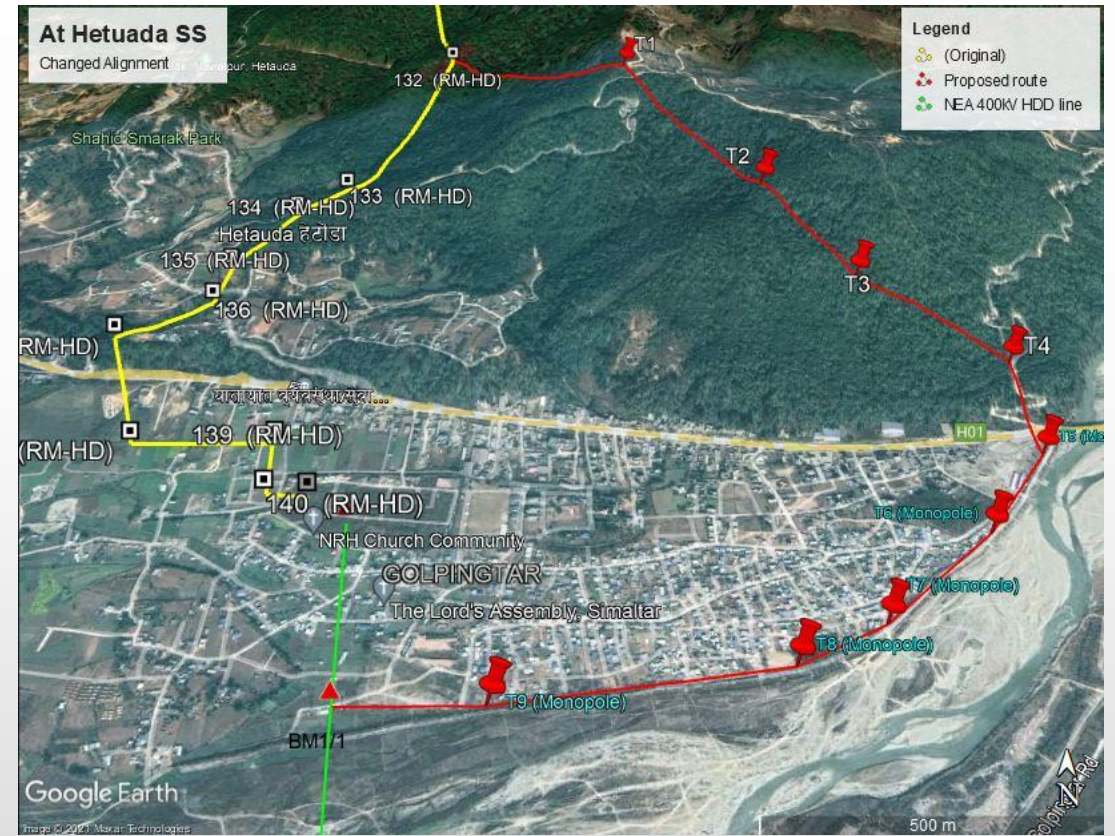 At Hetuada SS
Changed Alignment
Hetauda
Legend
(Original)
Proposed route
NEA 400kV HDD line
T1
132 (RM-HD)
Shahid Smarak Park
T2
133 (RM-HD)
134 (RM-HD)
Hetauda हेटौंडा
135 (RM-HD)
T3
136 (RM-HD)
RM-HD)
T4
139 (RM-HD)
(RM-HD)
H01
140 (RM-HD)
T6 (Monopole)
NRH Church Community
GOLPINGTAR
T7 (Monopole)
The Lord's Assembly, Simaltar
T8 (Monopole)
T9 (Monopole)
BM1/1
Google Earth
Image © 2021 Maxar Technologies
500 m
N